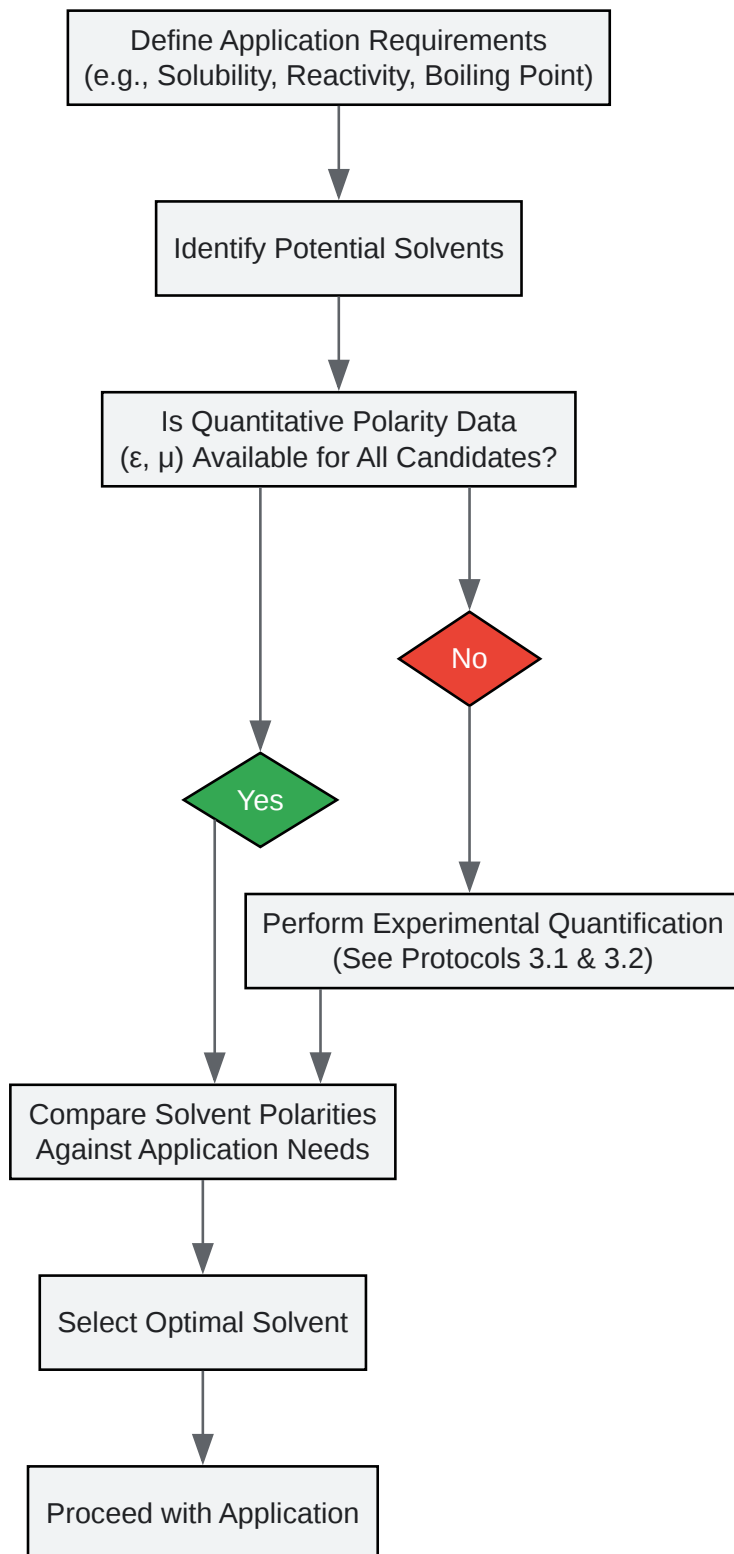 Define Application Requirements
(e.g., Solubility, Reactivity, Boiling Point)
Identify Potential Solvents
Is Quantitative Polarity Data
(ε, μ) Available for All Candidates?
No
Yes
Perform Experimental Quantification
(See Protocols 3.1 & 3.2)
Compare Solvent Polarities
Against Application Needs
Select Optimal Solvent
Proceed with Application